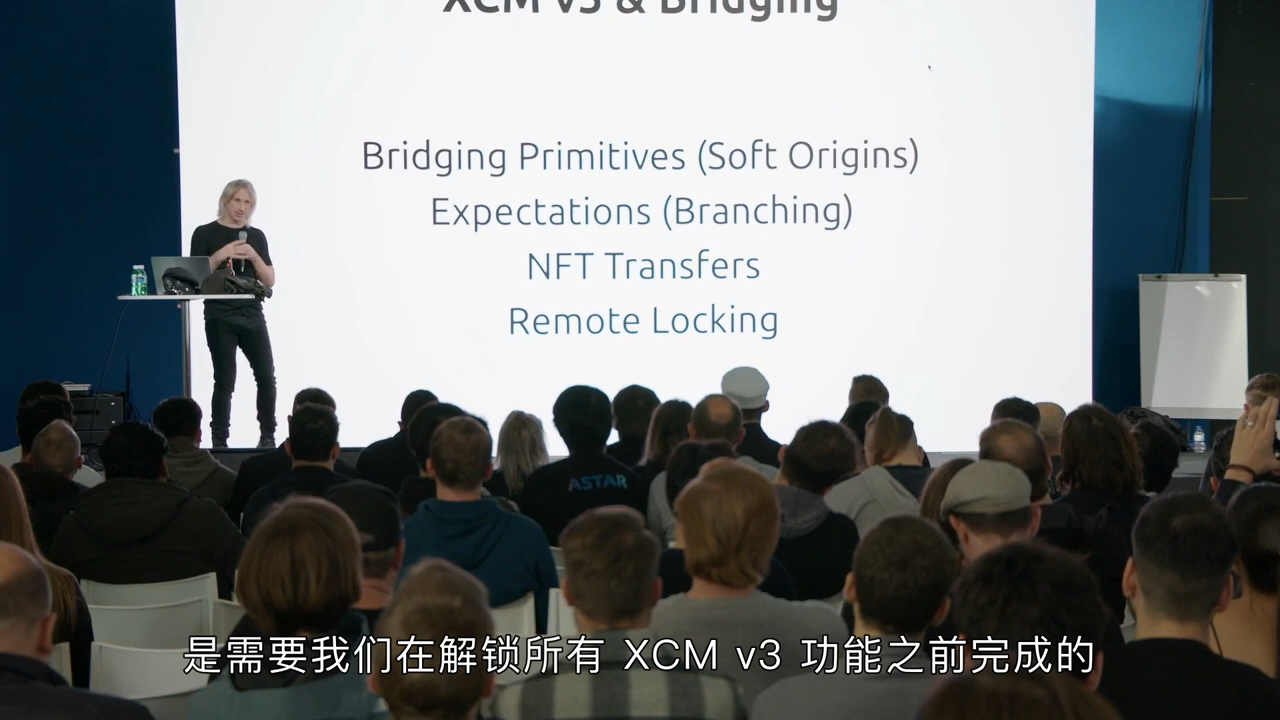 XCM v3 & Bridging
Bridging Primitives (Soft Origins)
Expectations (Branching)
NFT Transfers
Remote Locking
ASTAR
是需要我们在解锁所有 XCM v3 功能之前完成的